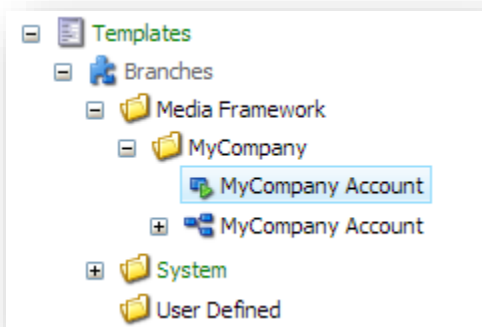 Templates
Branches
Media Framework
MyCompany
MyCompany Account
MyCompany Account
System
User Defined